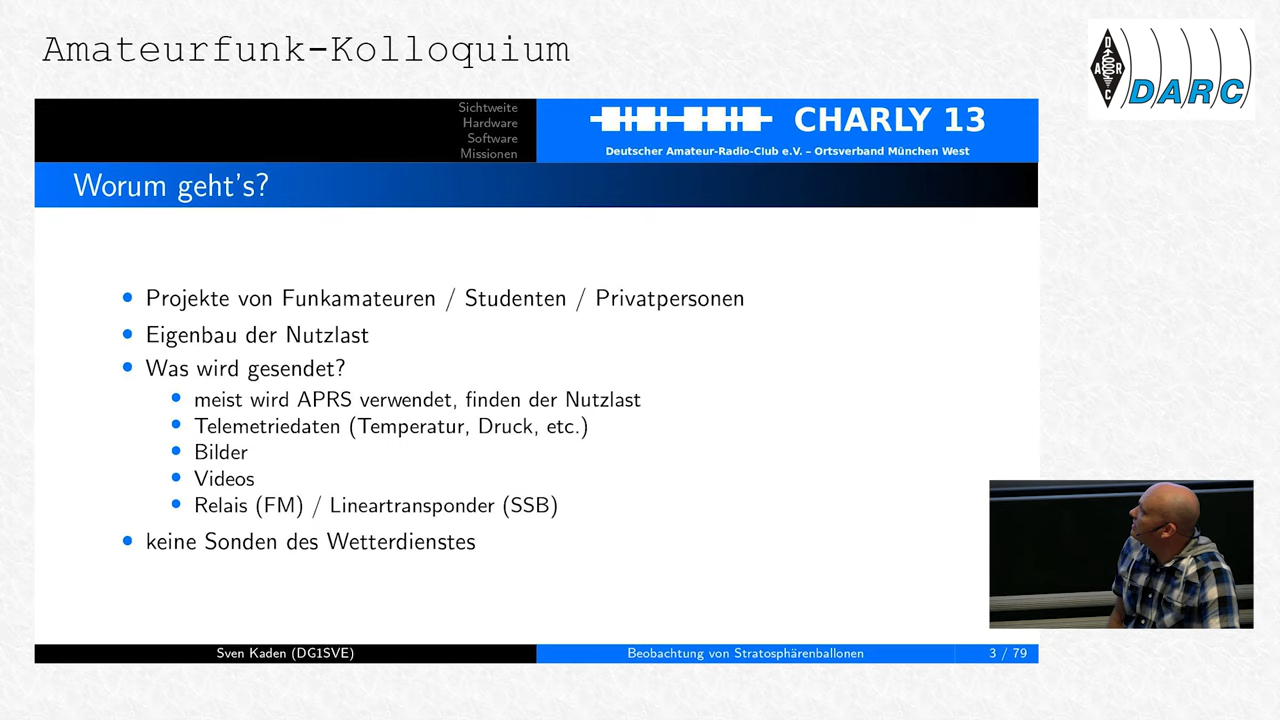 Amateurfunk-Kolloquium
D
A R
C
DARC
Sichtweite
Hardware
Software
Missionen
CHARLY 13
Deutscher Amateur-Radio-Club e.V. – Ortsverband München West
Worum geht's?
• Projekte von Funkamateuren / Studenten / Privatpersonen
• Eigenbau der Nutzlast
• Was wird gesendet?
• meist wird APRS verwendet, finden der Nutzlast
• Telemetriedaten (Temperatur, Druck, etc.)
• Bilder
• Videos
• Relais (FM) / Lineartransponder (SSB)
• keine Sonden des Wetterdienstes
Sven Kaden (DG1SVE)
Beobachtung von Stratosphärenballonen
3 / 79